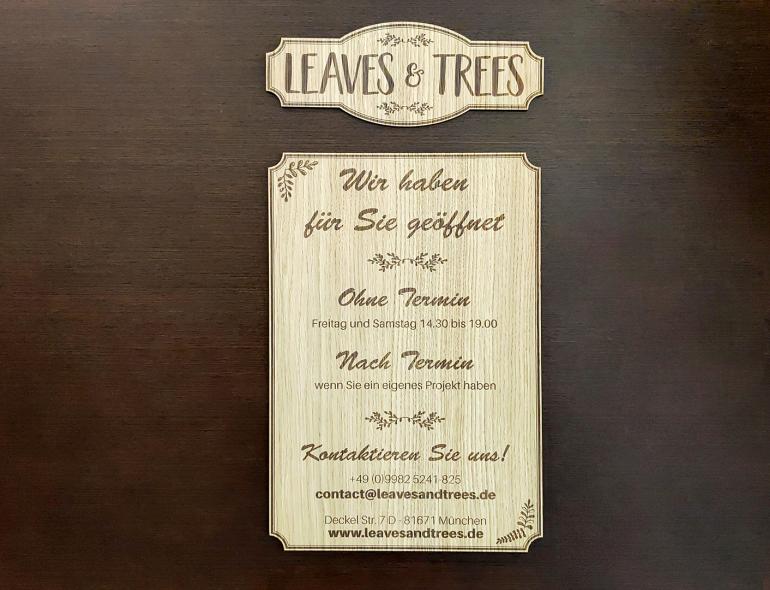 LEAVES & TREES
Wir haben
für Sie geöffnet
Ohne Termin
Freitag und Samstag 14.30 bis 19.00
Nach Termin
wenn Sie ein eigenes Projekt haben
Kontaktieren Sie uns!
+49 (0)9982 5241-825
contact@leavesandtrees.de
Deckel Str. 7 D - 81671 München
www.leavesandtrees.de